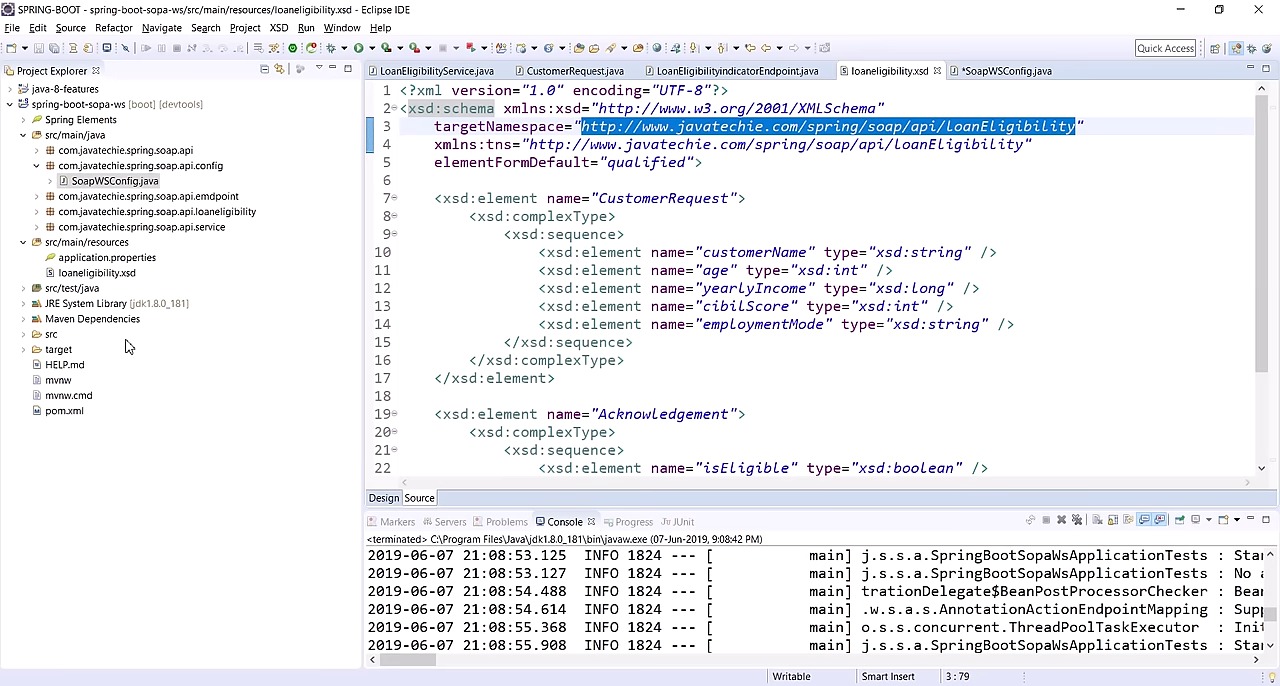 SPRING-BOOT - spring-boot-sopa-ws/src/main/resources/loaneligibility.xsd - Eclipse IDE
File Edit Source Refactor Navigate Search Project XSD Run Window Help
Quick Access
Project Explorer
java-8-features
spring-boot-sopa-ws [boot] [devtools]
Spring Elements
src/main/java
com.javatechie.spring.soap.api
com.javatechie.spring.soap.api.config
SoapWSConfig.java
com.javatechie.spring.soap.api.emdpoint
com.javatechie.spring.soap.api.loaneligibility
com.javatechie.spring.soap.api.service
src/main/resources
application.properties
loaneligibility.xsd
src/test/java
JRE System Library [jdk1.8.0_181]
Maven Dependencies
src
target
HELP.md
mvnw
mvnw.cmd
pom.xml
LoanEligibilityService.java CustomerRequest.java LoanEligibilityindicatorEndpoint.java loaneligibility.xsd *SoapWSConfig.java
1 <?xml version="1.0" encoding="UTF-8"?>
2 <xsd:schema xmlns:xsd="http://www.w3.org/2001/XMLSchema"
3 targetNamespace="http://www.javatechie.com/spring/soap/api/loanEligibility"
4 xmlns:tns="http://www.javatechie.com/spring/soap/api/loanEligibility"
5 elementFormDefault="qualified">
6
7 <xsd:element name="CustomerRequest">
8 <xsd:complexType>
9 <xsd:sequence>
10 <xsd:element name="customerName" type="xsd:string" />
11 <xsd:element name="age" type="xsd:int" />
12 <xsd:element name="yearlyIncome" type="xsd:long" />
13 <xsd:element name="cibilScore" type="xsd:int" />
14 <xsd:element name="employmentMode" type="xsd:string" />
15 </xsd:sequence>
16 </xsd:complexType>
17 </xsd:element>
18
19 <xsd:element name="Acknowledgement">
20 <xsd:complexType>
21 <xsd:sequence>
22 <xsd:element name="isEligible" type="xsd:boolean" />
Design Source
Markers Servers Problems Console Progress JUnit
<terminated> C:\Program Files\Java\jdk1.8.0_181\bin\javaw.exe (07-Jun-2019, 9:08:42 PM)
2019-06-07 21:08:53.125 INFO 1824 --- [ main] j.s.s.a.SpringBootSopaWsApplicationTests : Star
2019-06-07 21:08:53.127 INFO 1824 --- [ main] j.s.s.a.SpringBootSopaWsApplicationTests : No a
2019-06-07 21:08:54.488 INFO 1824 --- [ main] trationDelegate$BeanPostProcessorChecker : Bean
2019-06-07 21:08:54.614 INFO 1824 --- [ main] .w.s.a.s.AnnotationActionEndpointMapping : Supp
2019-06-07 21:08:55.368 INFO 1824 --- [ main] o.s.s.concurrent.ThreadPoolTaskExecutor : Init
2019-06-07 21:08:55.908 INFO 1824 --- [ main] j.s.s.a.SpringBootSopaWsApplicationTests : Star
Writable Smart Insert 3 : 79